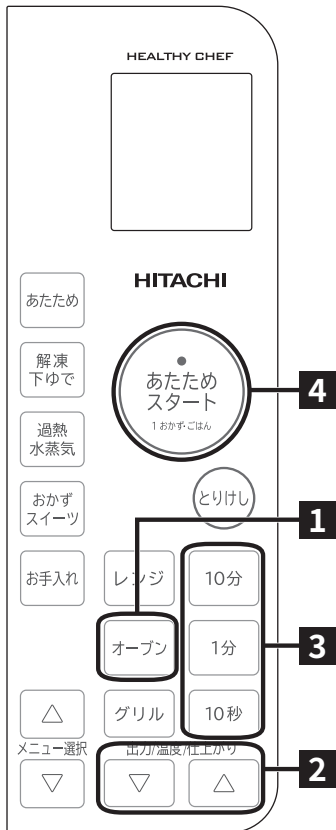 HEALTHY CHEF
HITACHI
あたため
解凍
下ゆで
過熱
水蒸気
おかず
スイーツ
お手入れ
あたため
スタート
1 おかず・ごはん
4
とりけし
1
レンジ
10分
オーブン
1分
3
グリル
10秒
△
メニュー選択
▽
出力/温度/仕上がり
▽
△
2